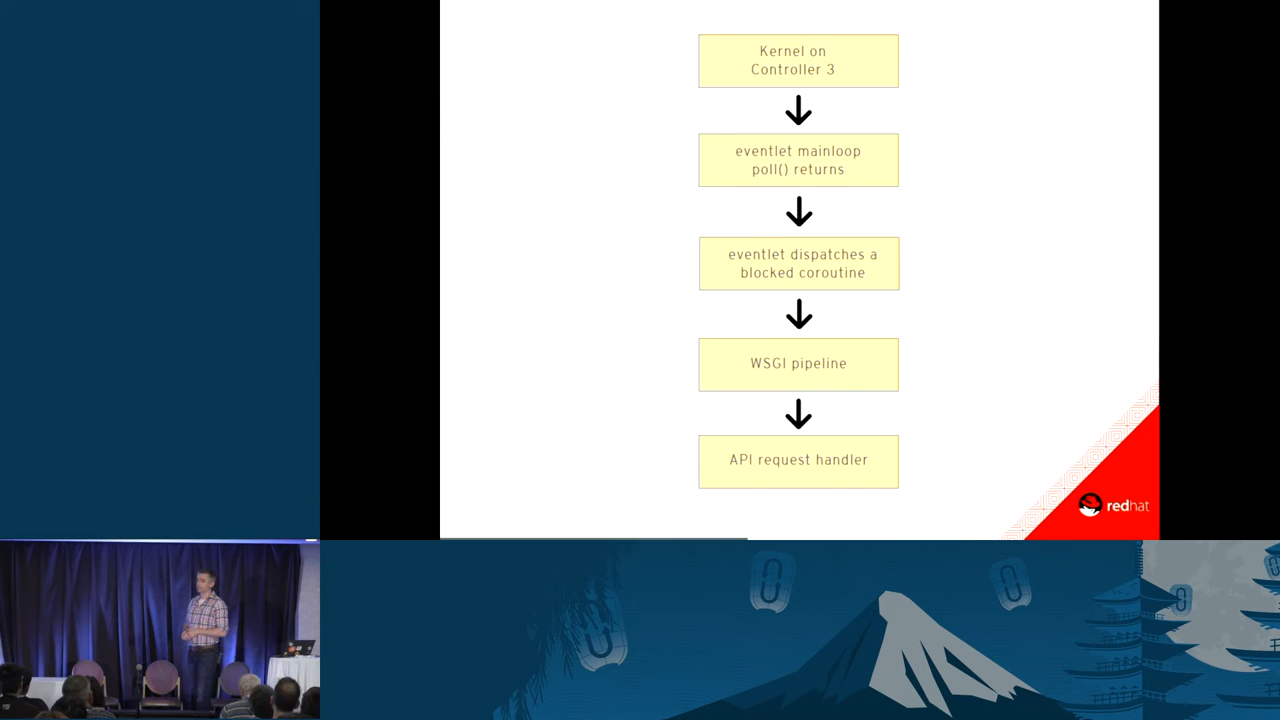 Kernel on
Controller 3
eventlet mainloop
poll() returns
eventlet dispatches a
blocked coroutine
WSGI pipeline
API request handler
redhat